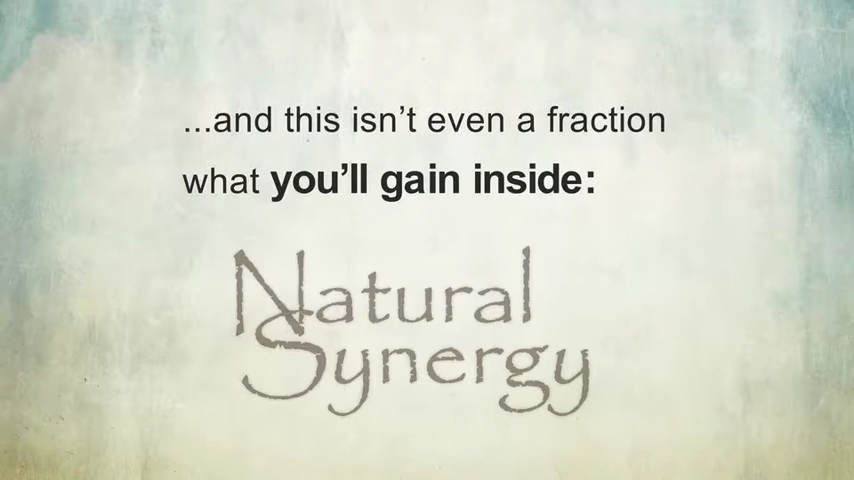 ...and this isn’t even a fraction
what you’ll gain inside:
Natural
Synergy